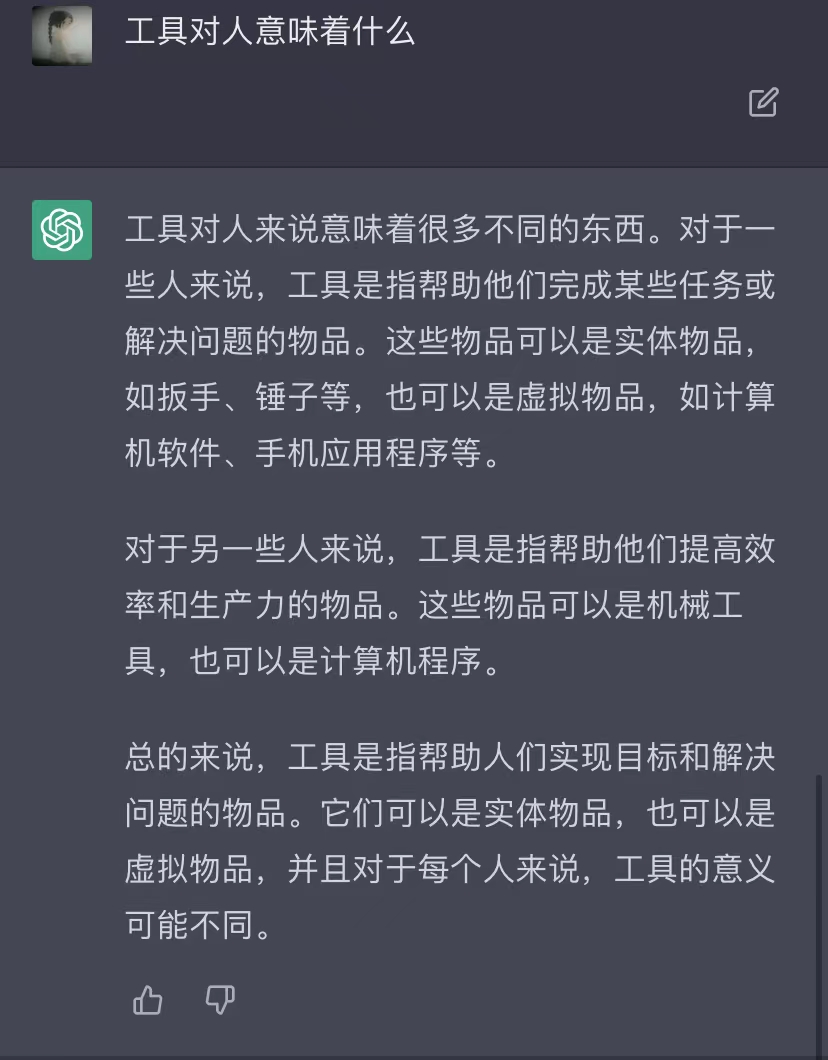 工具对人意味着什么
工具对人来说意味着很多不同的东西。对于一
些人来说，工具是指帮助他们完成某些任务或
解决问题的物品。这些物品可以是实体物品，
如扳手、锤子等，也可以是虚拟物品，如计算
机软件、手机应用程序等。
对于另一些人来说，工具是指帮助他们提高效
率和生产力的物品。这些物品可以是机械工
具，也可以是计算机程序。
总的来说，工具是指帮助人们实现目标和解决
问题的物品。它们可以是实体物品，也可以是
虚拟物品，并且对于每个人来说，工具的意义
可能不同。